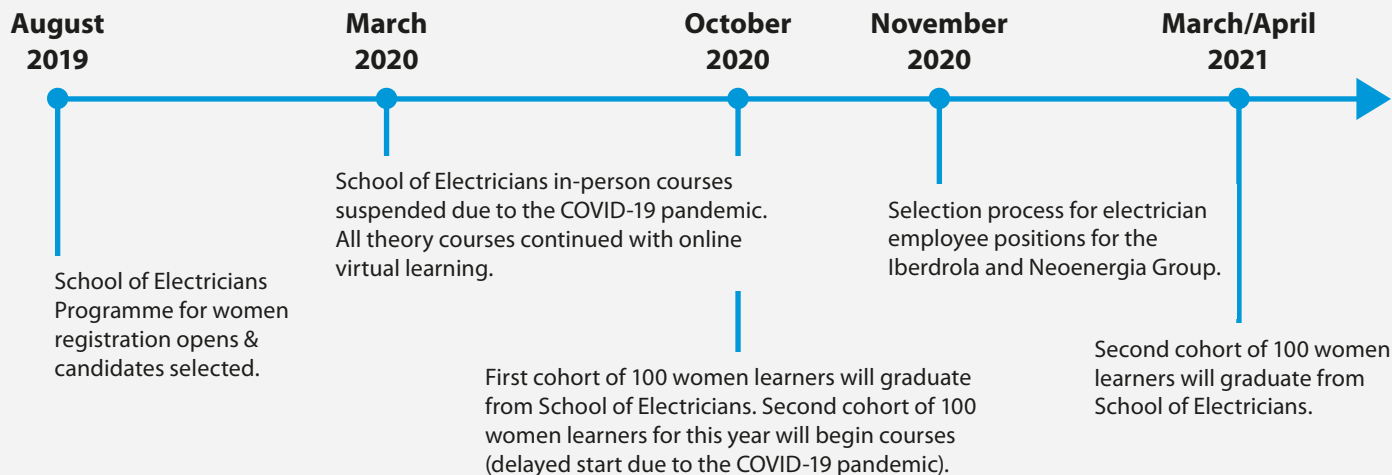 August
2019
March
2020
October
2020
November
2020
March/April
2021
School of Electricians
Programme for women
registration opens &
candidates selected.
School of Electricians in-person courses
suspended due to the COVID-19 pandemic.
All theory courses continued with online
virtual learning.
First cohort of 100 women learners will graduate
from School of Electricians. Second cohort of 100
women learners for this year will begin courses
(delayed start due to the COVID-19 pandemic).
Selection process for electrician
employee positions for the
Iberdrola and Neoenergia Group.
Second cohort of 100 women
learners will graduate from
School of Electricians.